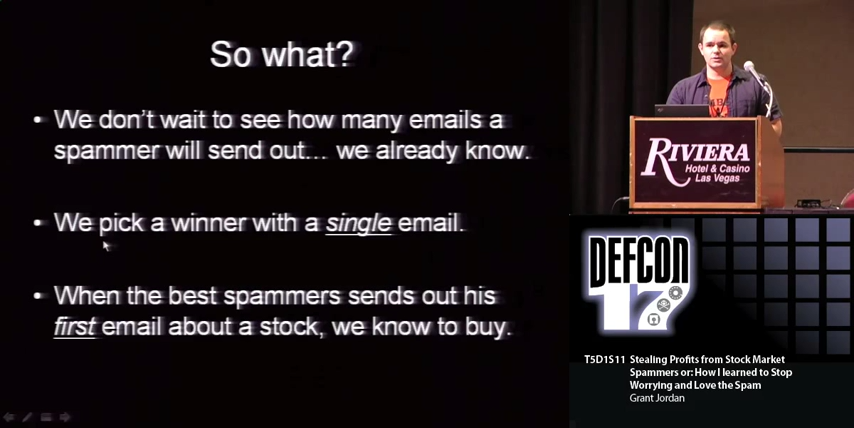 So what?
• We don't wait to see how many emails a
spammer will send out... we already know.
• We pick a winner with a single email.
• When the best spammers sends out his
first email about a stock, we know to buy.
RIVIERA
Hotel & Casino
Las Vegas
DEFCON
17
T5D1S11 Stealing Profits from Stock Market
Spammers or: How I learned to Stop
Worrying and Love the Spam
Grant Jordan